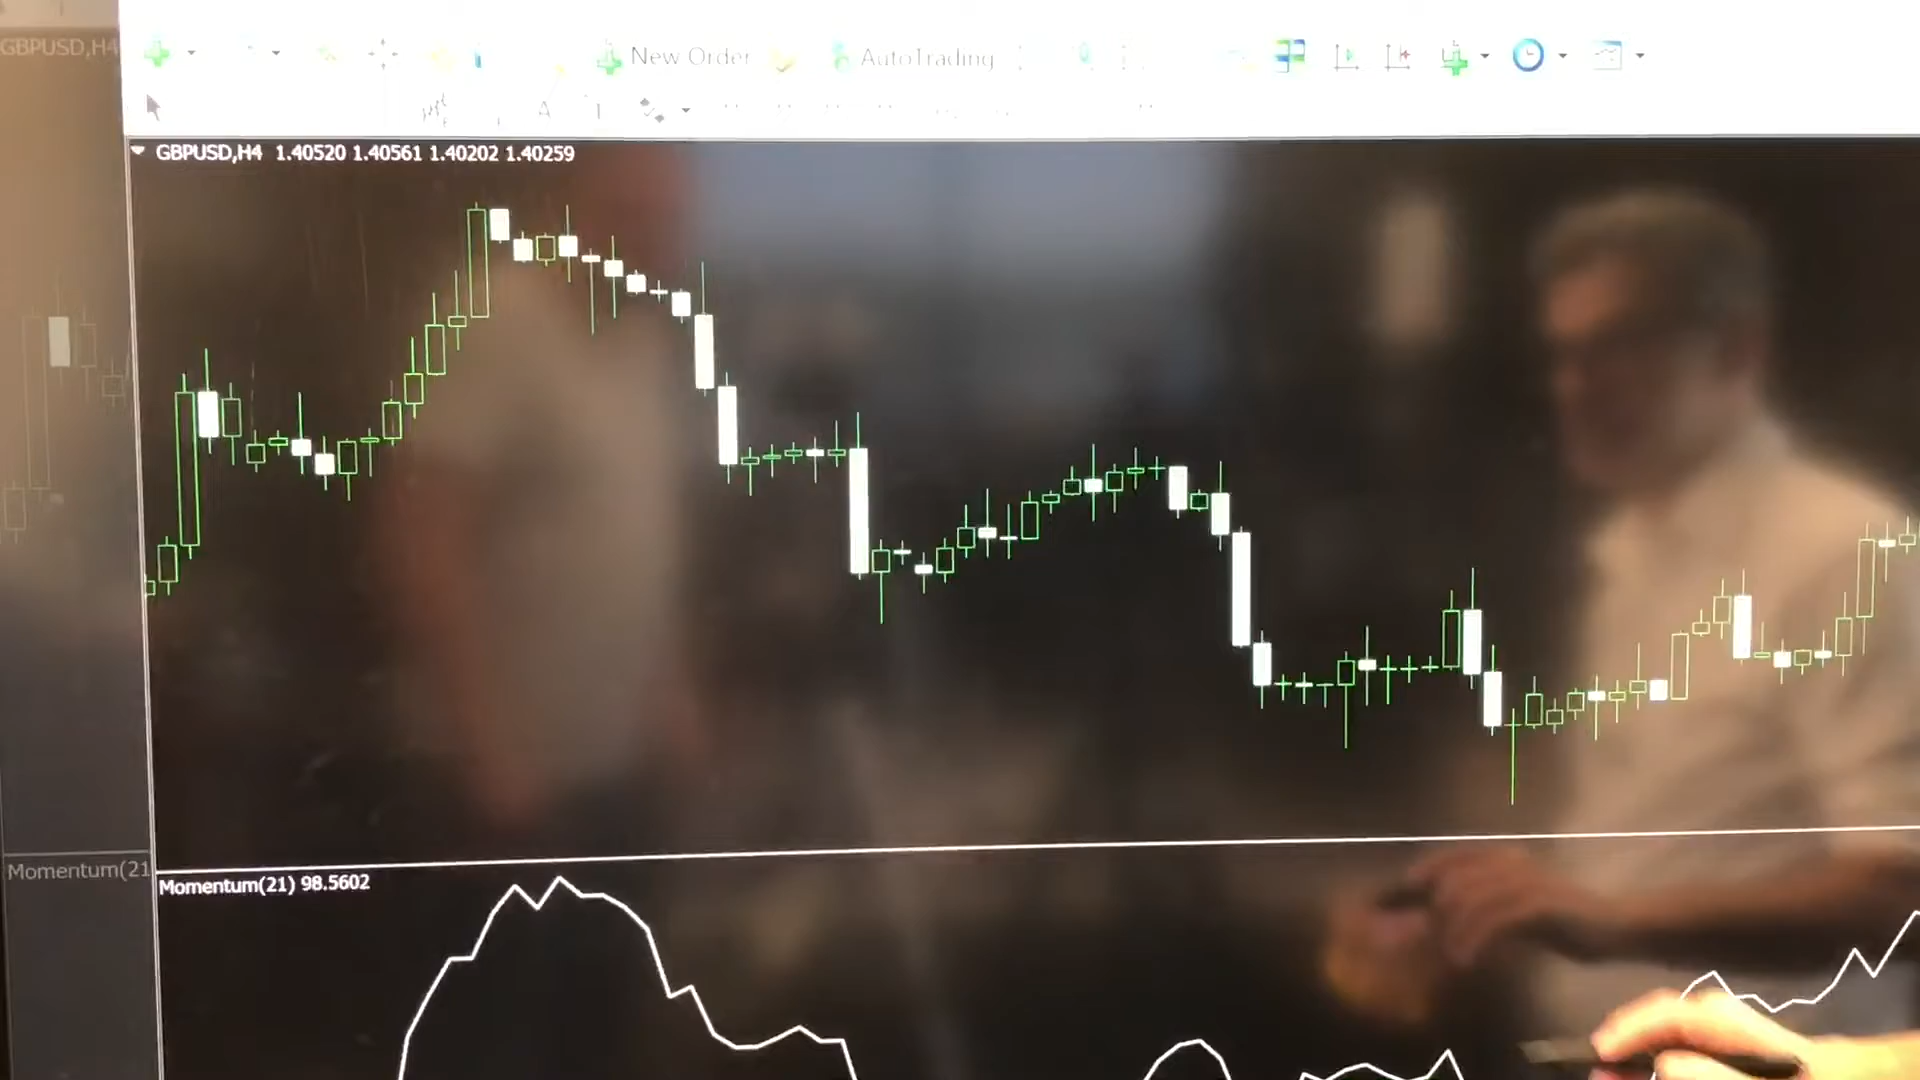 GBPUSD,H4
New Order
AutoTrading
GBPUSD,H4 1.40520 1.40561 1.40202 1.40259
Momentum(21
Momentum(21) 98.5602